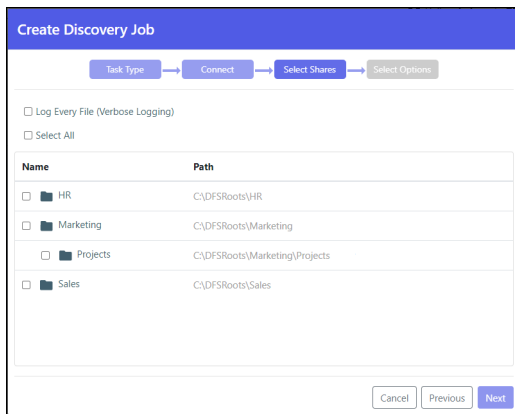 Create Discovery Job
Task Type Connect Select Shares Select Options
Log Every File (Verbose Logging)
Select All
Name Path
HR C:\DFSRoots\HR
Marketing C:\DFSRoots\Marketing
Projects C:\DFSRoots\Marketing\Projects
Sales C:\DFSRoots\Sales
Cancel Previous Next